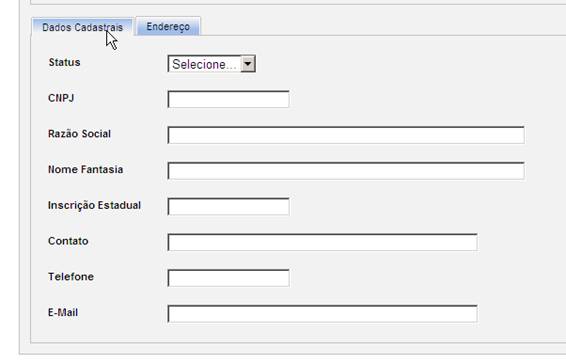 Dados Cadastrais Endereço
Status Selecione...
CNPJ
Razão Social
Nome Fantasia
Inscrição Estadual
Contato
Telefone
E-Mail